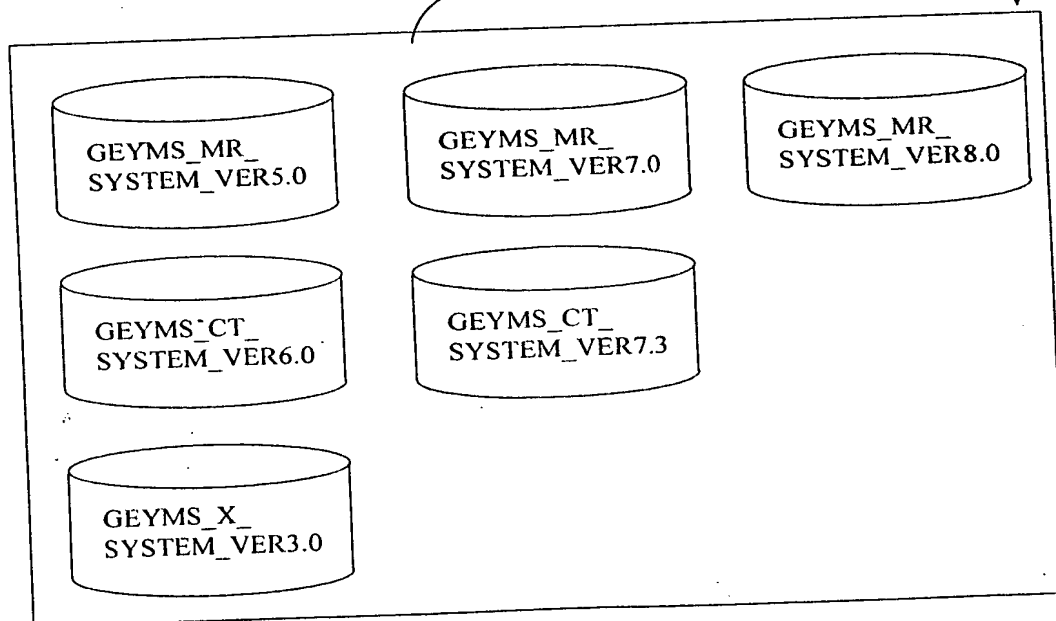 GEYMS_MR_
SYSTEM_VER5.0
GEYMS_MR_
SYSTEM_VER7.0
GEYMS_MR_
SYSTEM_VER8.0
GEYMS_CT_
SYSTEM_VER6.0
GEYMS_CT_
SYSTEM_VER7.3
GEYMS_X_
SYSTEM_VER3.0